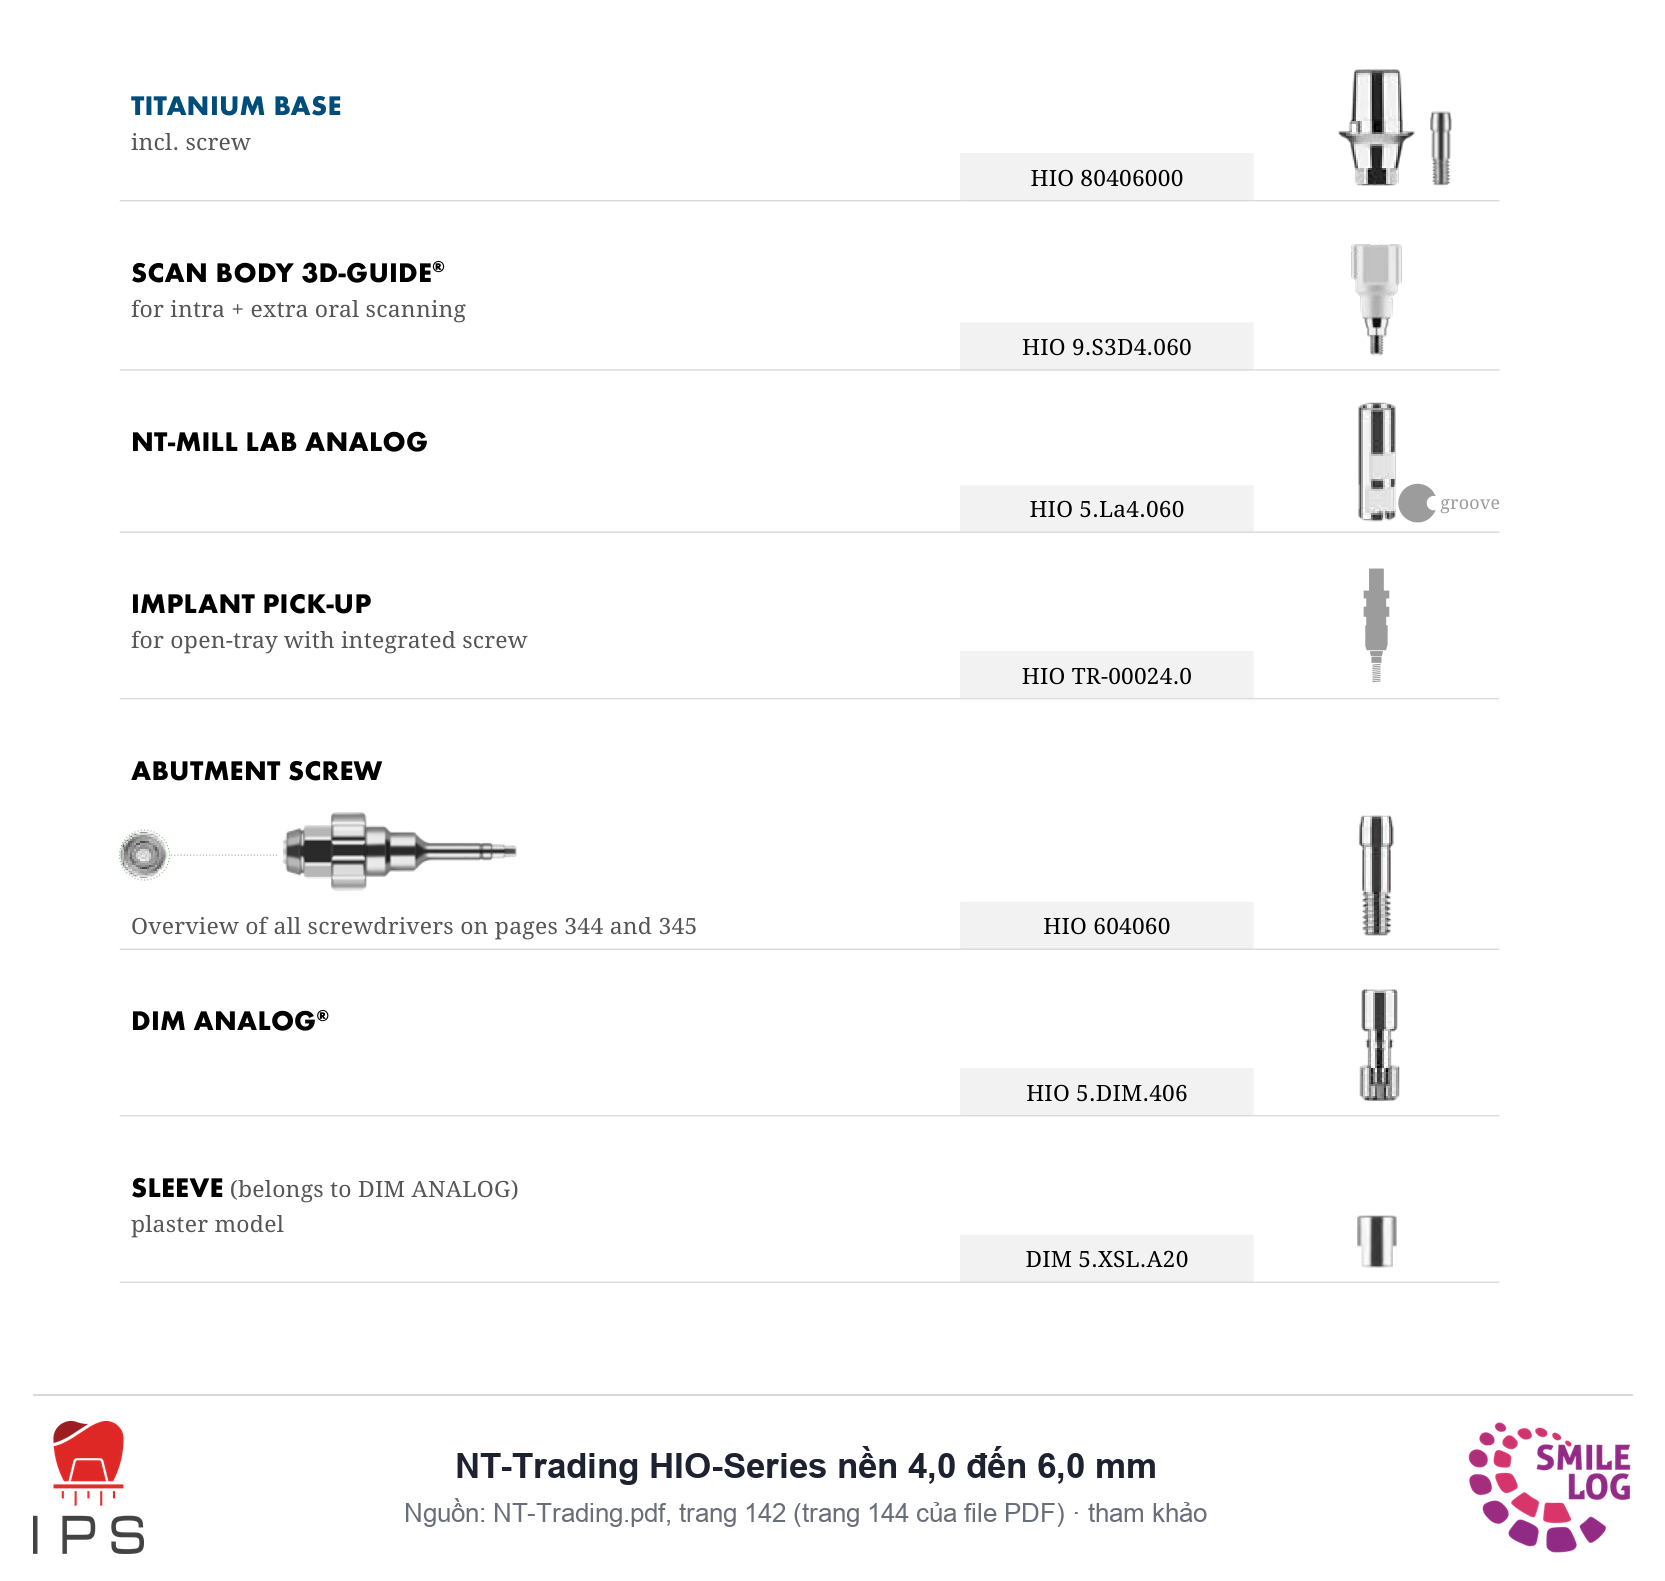 TITANIUM BASE
incl. screw
HIO 80406000
SCAN BODY 3D-GUIDE®
for intra + extra oral scanning
HIO 9.S3D4.060
NT-MILL LAB ANALOG
HIO 5.La4.060
groove
IMPLANT PICK-UP
for open-tray with integrated screw
HIO TR-00024.0
ABUTMENT SCREW
Overview of all screwdrivers on pages 344 and 345
HIO 604060
DIM ANALOG®
HIO 5.DIM.406
SLEEVE (belongs to DIM ANALOG)
plaster model
DIM 5.XSL.A20
IPS
NT-Trading HIO-Series nền 4,0 đến 6,0 mm
Nguồn: NT-Trading.pdf, trang 142 (trang 144 của file PDF) · tham khảo
SMILE
LOG